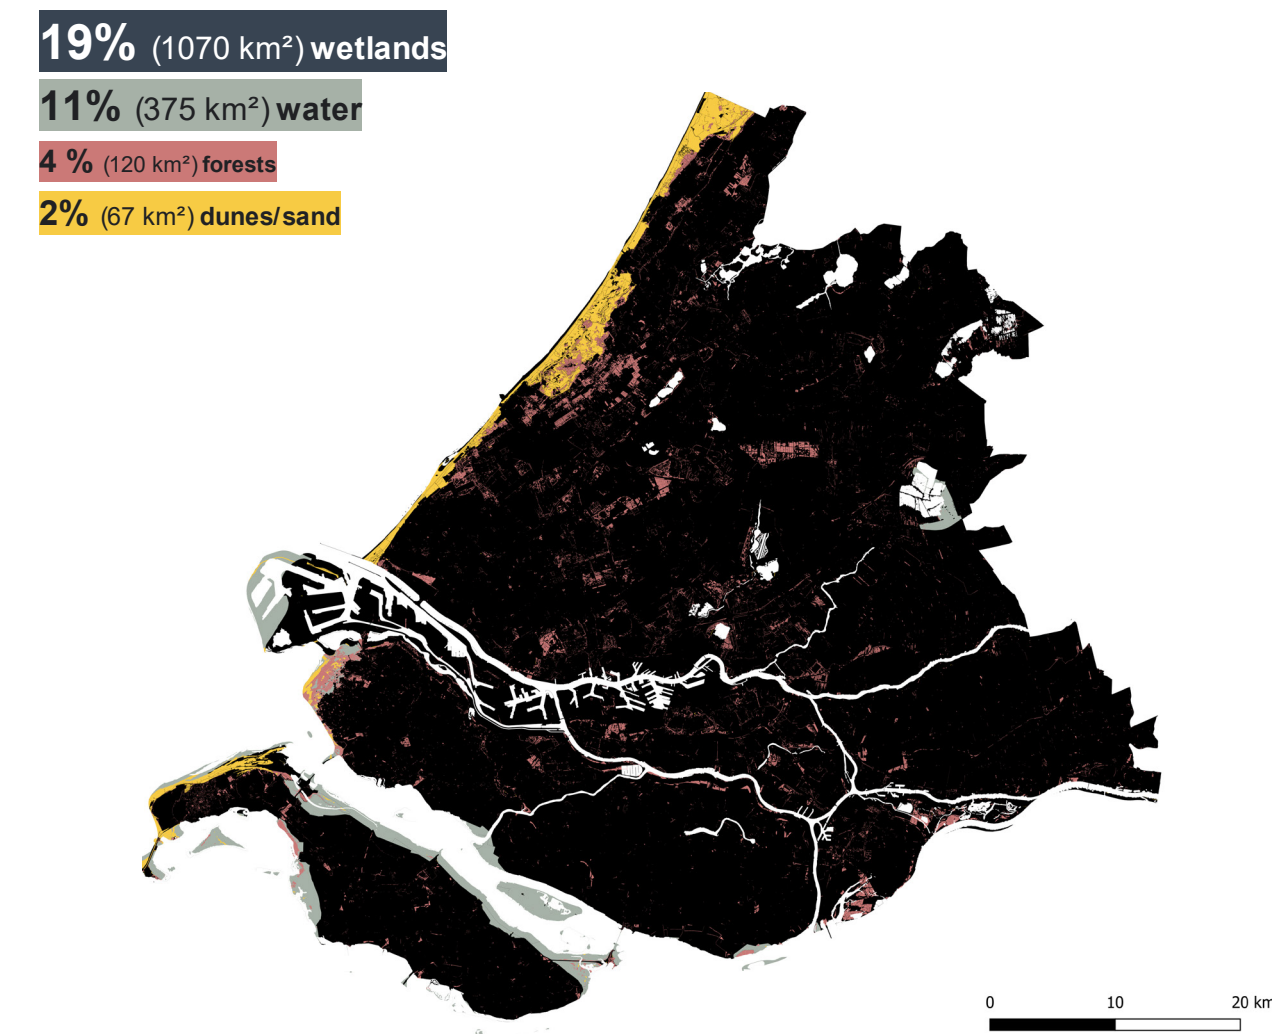 19% (1070 km²) wetlands
11% (375 km²) water
4 % (120 km²) forests
2% (67 km²) dunes/sand
0 10 20 km